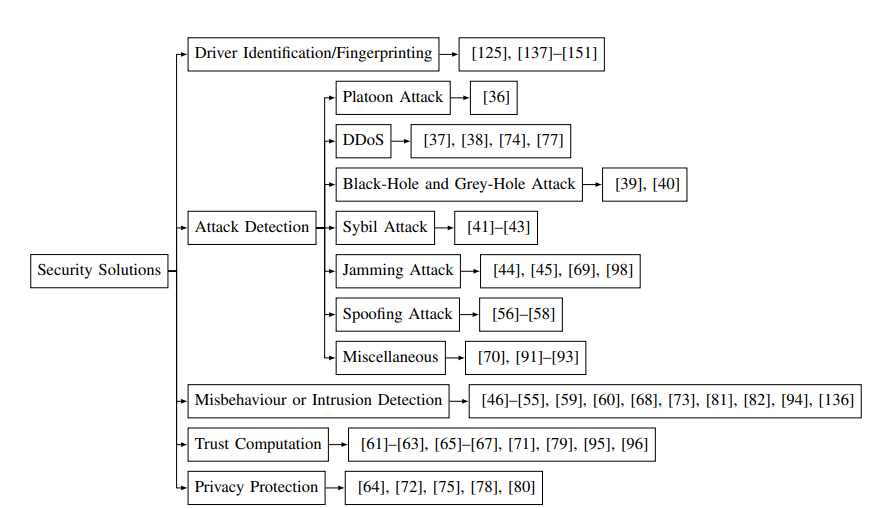 Driver Identification/Fingerprinting
[125], [137]–[151]
Platoon Attack
[36]
DDoS
[37], [38], [74], [77]
Black-Hole and Grey-Hole Attack
[39], [40]
Attack Detection
Sybil Attack
[41]–[43]
Security Solutions
Jamming Attack
[44], [45], [69], [98]
Spoofing Attack
[56]–[58]
Miscellaneous
[70], [91]–[93]
Misbehaviour or Intrusion Detection
[46]–[55], [59], [60], [68], [73], [81], [82], [94], [136]
Trust Computation
[61]–[63], [65]–[67], [71], [79], [95], [96]
Privacy Protection
[64], [72], [75], [78], [80]